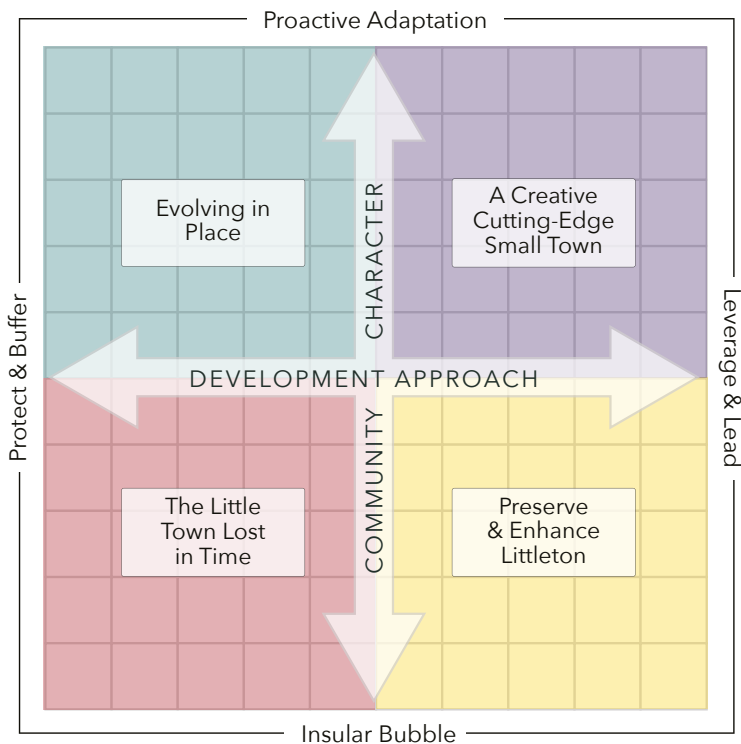 Proactive Adaptation
Evolving in
Place
A Creative
Cutting-Edge
Small Town
CHARACTER
Protect & Buffer
Leverage & Lead
DEVELOPMENT APPROACH
COMMUNITY
The Little
Town Lost
in Time
Preserve
& Enhance
Littleton
Insular Bubble